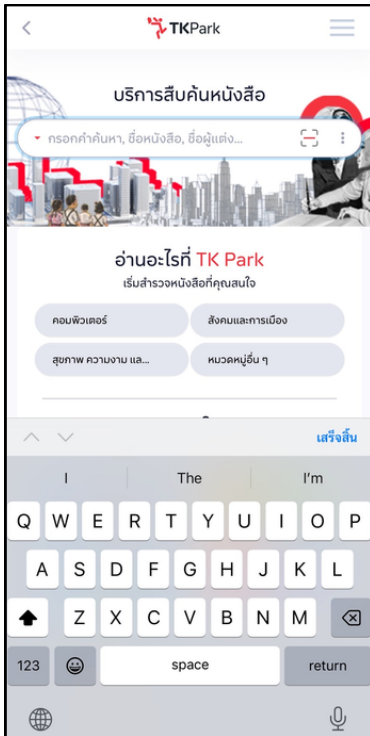 TKPark
บริการสืบค้นหนังสือ
กรอกคำค้นหา, ชื่อหนังสือ, ชื่อผู้แต่ง...
อ่านอะไรที่ TK Park
เริ่มสำรวจหนังสือที่คุณสนใจ
คอมพิวเตอร์ สังคมและการเมือง
สุขภาพ ความงาม แล... หมวดหมู่อื่น ๆ
เสร็จสิ้น
I The I'm
Q W E R T Y U I O P
A S D F G H J K L
Z X C V B N M
123 space return